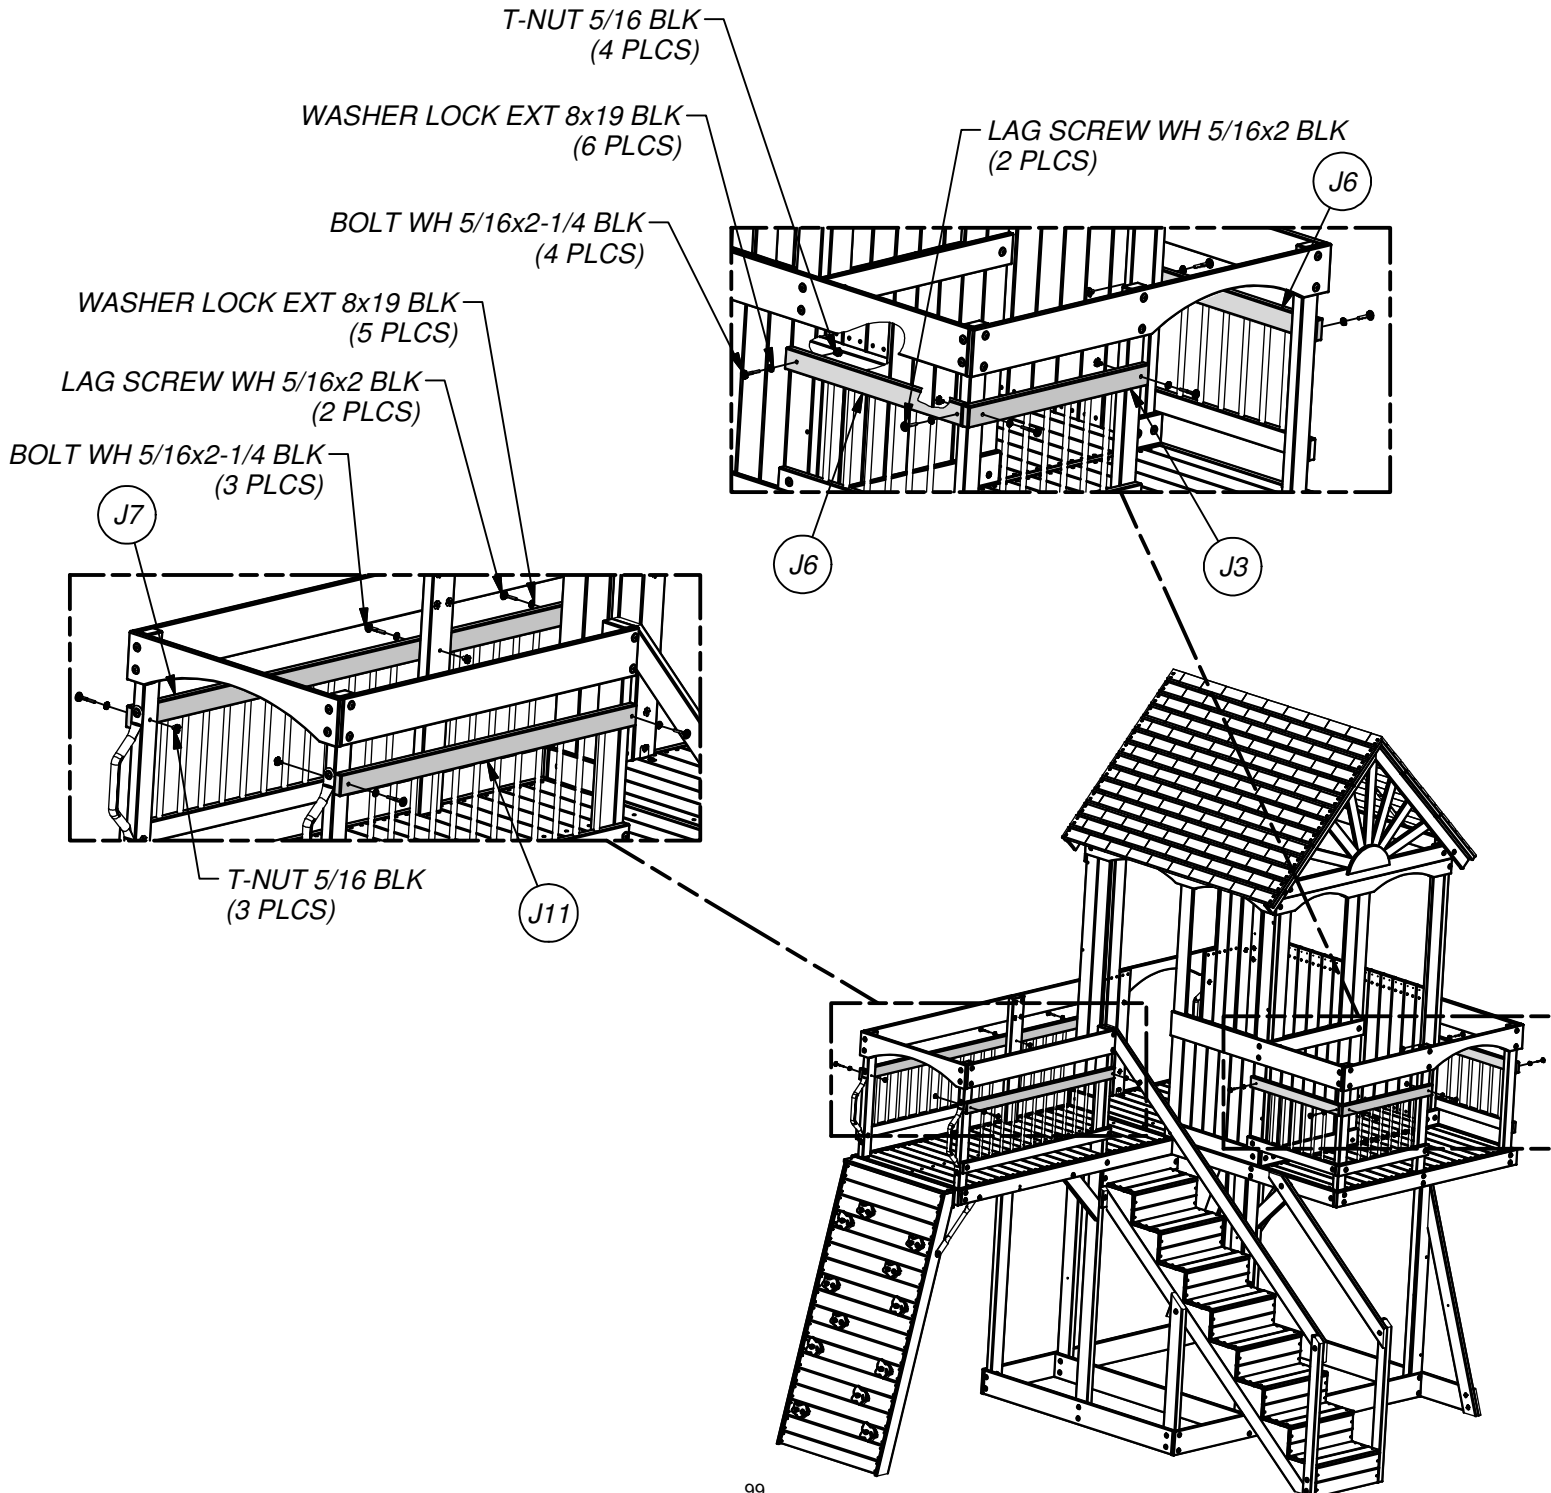 T-NUT 5/16 BLK
(4 PLCS)
WASHER LOCK EXT 8x19 BLK
(6 PLCS)
LAG SCREW WH 5/16x2 BLK
(2 PLCS)
J6
BOLT WH 5/16x2-1/4 BLK
(4 PLCS)
WASHER LOCK EXT 8x19 BLK
(5 PLCS)
LAG SCREW WH 5/16x2 BLK
(2 PLCS)
BOLT WH 5/16x2-1/4 BLK
(3 PLCS)
J7
J6
J3
T-NUT 5/16 BLK
(3 PLCS)
J11
99